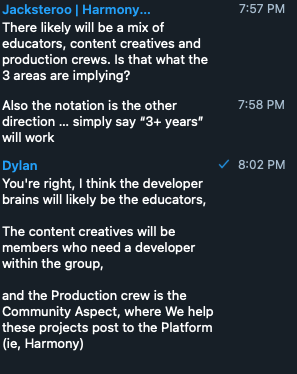 Jacksteroo | Harmony... 7:57 PM
There likely will be a mix of
educators, content creatives and
production crews. Is that what the
3 areas are implying?
Also the notation is the other 7:58 PM
direction ... simply say “3+ years”
will work
Dylan 8:02 PM
You're right, I think the developer
brains will likely be the educators,
The content creatives will be
members who need a developer
within the group,
and the Production crew is the
Community Aspect, where We help
these projects post to the Platform
(ie, Harmony)